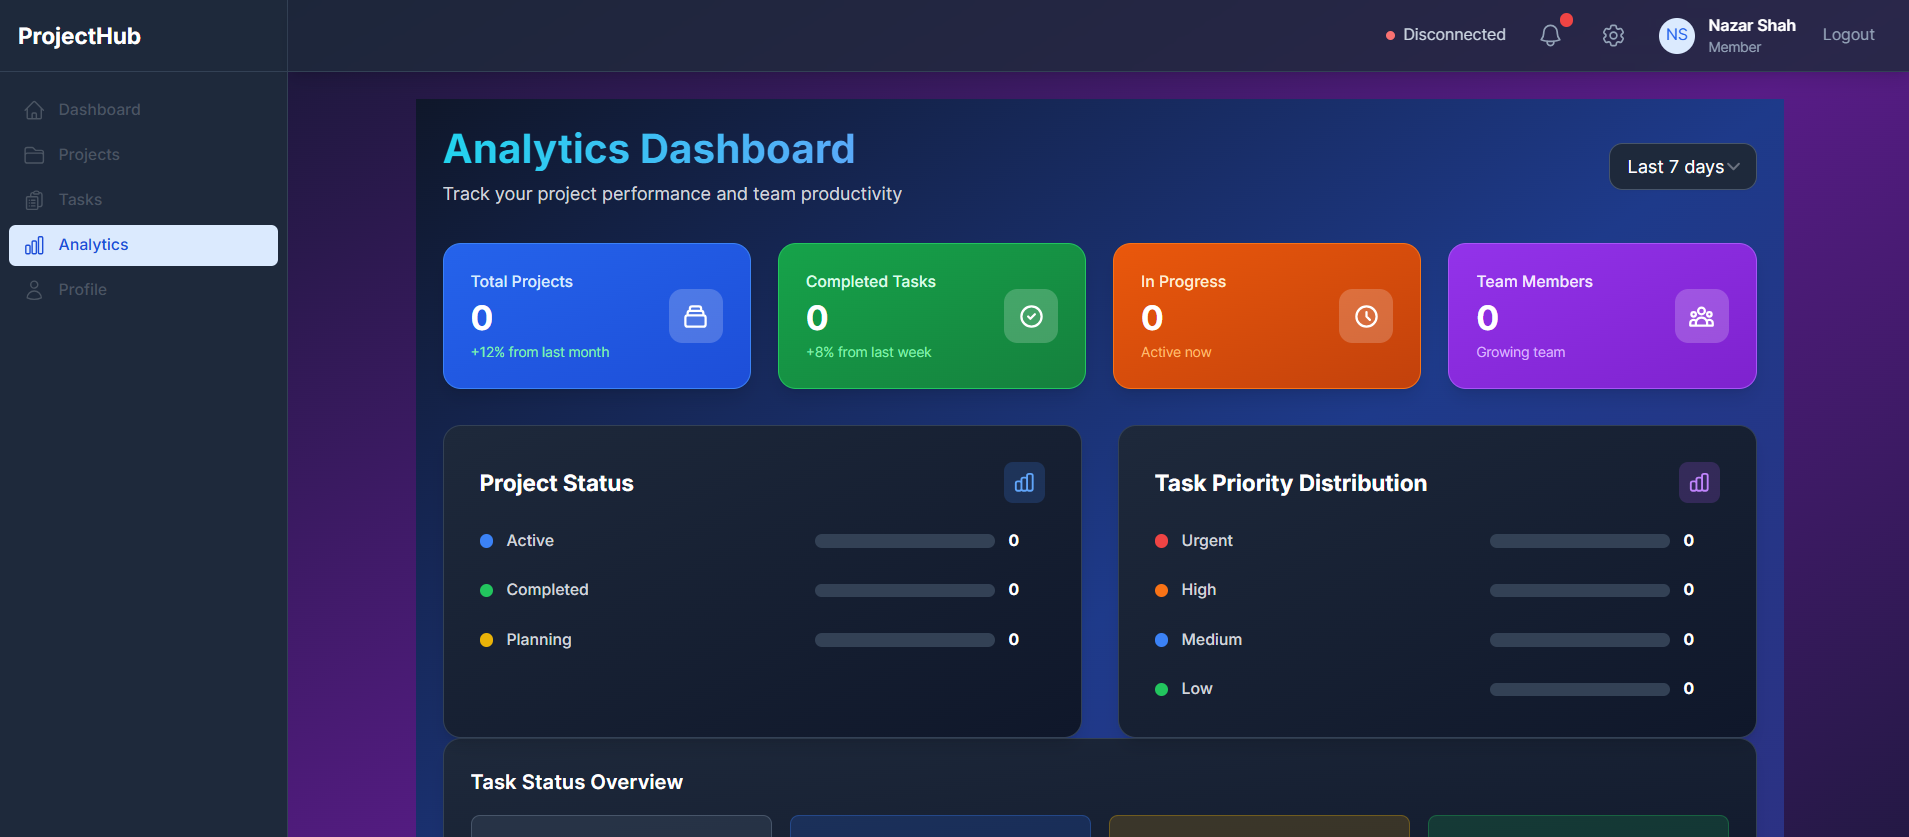 ProjectHub
Disconnected
NS
Nazar Shah
Member
Logout
Dashboard
Projects
Tasks
Analytics
Profile
Analytics Dashboard
Track your project performance and team productivity
Last 7 days
Total Projects
0
+12% from last month
Completed Tasks
0
+8% from last week
In Progress
0
Active now
Team Members
0
Growing team
Project Status
Active 0
Completed 0
Planning 0
Task Priority Distribution
Urgent 0
High 0
Medium 0
Low 0
Task Status Overview